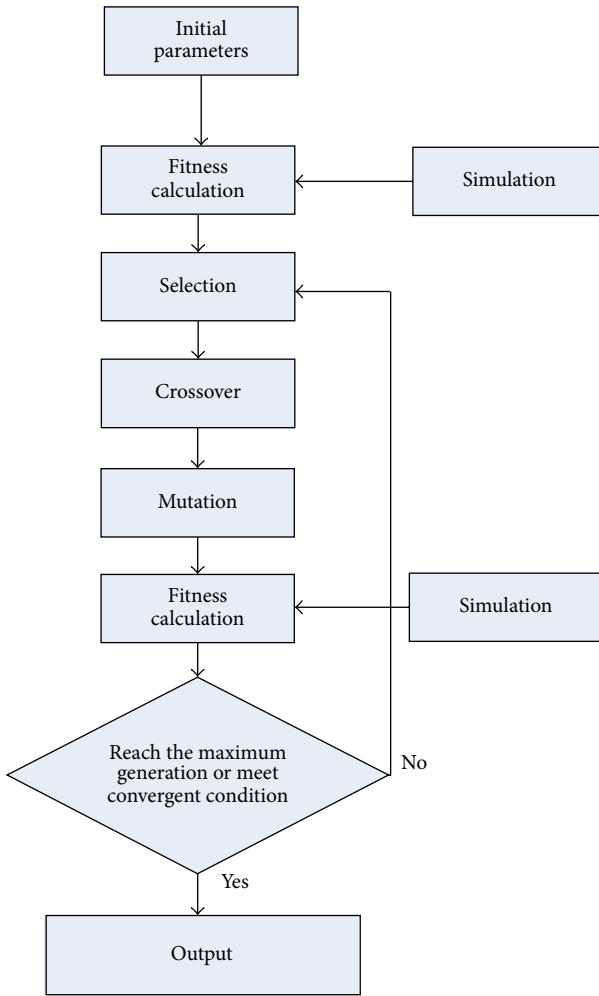 Initial
parameters
Fitness
calculation
Simulation
Selection
Crossover
Mutation
Fitness
calculation
Simulation
Reach the maximum
generation or meet
convergent condition
No
Yes
Output